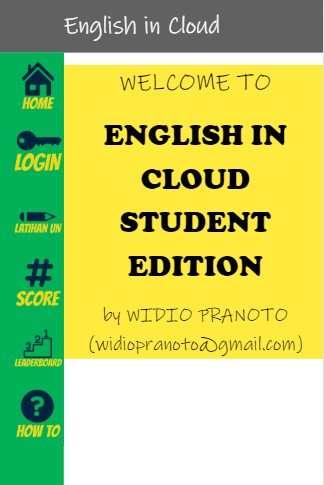 English in Cloud
HOME
LOGIN
LATIHAN UN
#
SCORE
321
LEADERBOARD
?
HOW TO
WELCOME TO
ENGLISH IN
CLOUD
STUDENT
EDITION
by WIDIO PRANOTO
(widiopranoto@gmail.com)